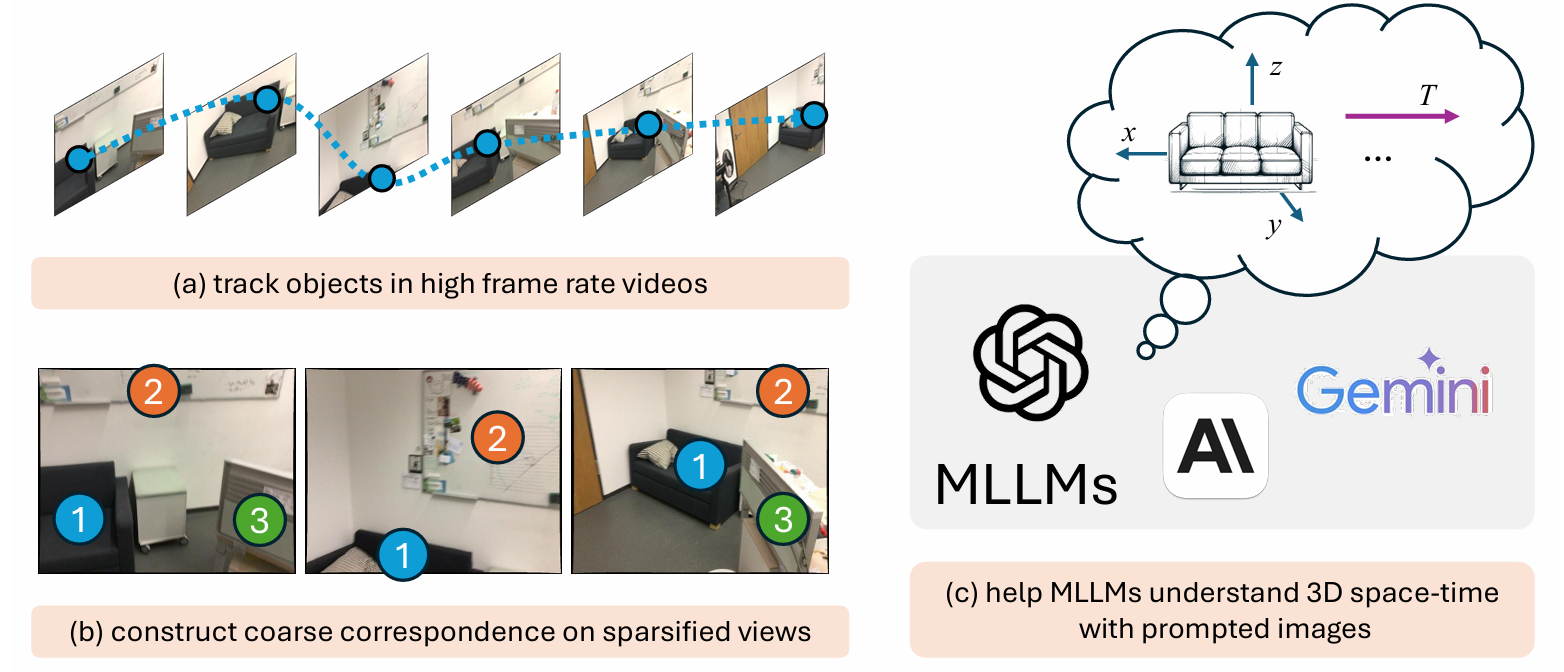 (a) track objects in high frame rate videos
2
1
3
2
1
2
1
3
(b) construct coarse correspondence on sparsified views
z
T
x
...
y
MLLMs
A\
Gemini
(c) help MLLMs understand 3D space-time
with prompted images